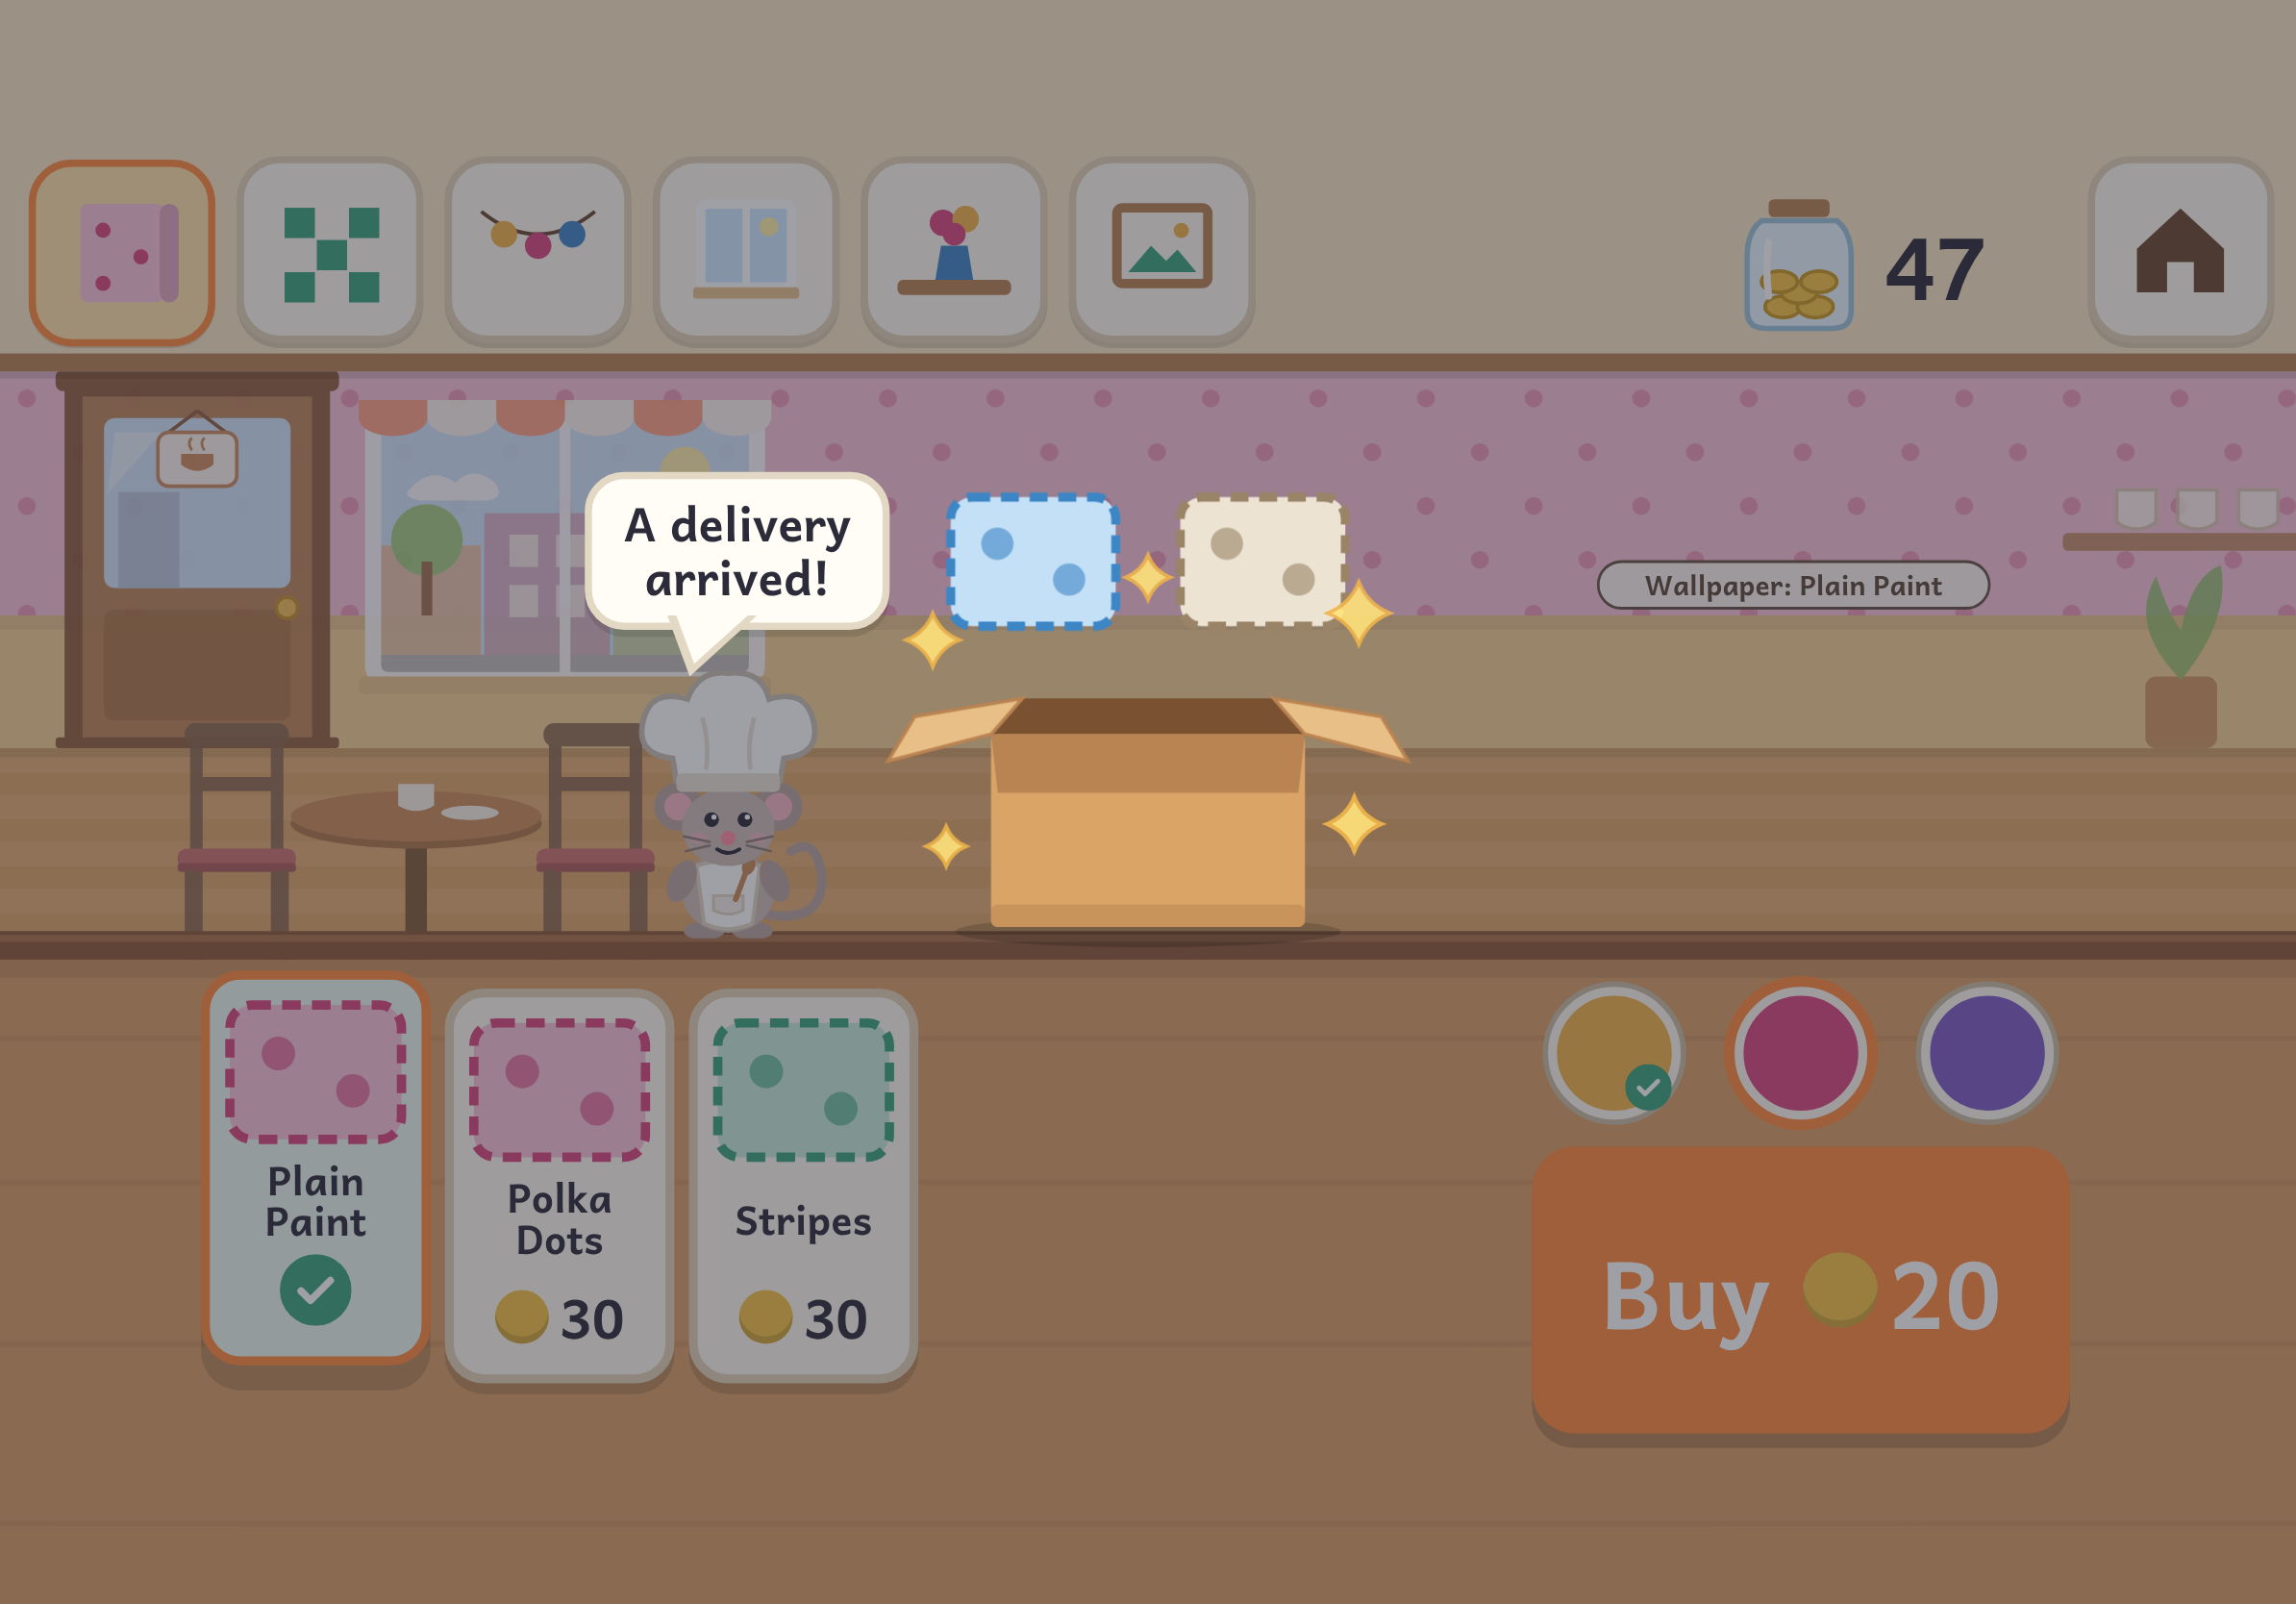 47
A delivery
arrived!
Wallpaper: Plain Paint
Plain
Paint
Polka
Dots
30
Stripes
30
Buy 20